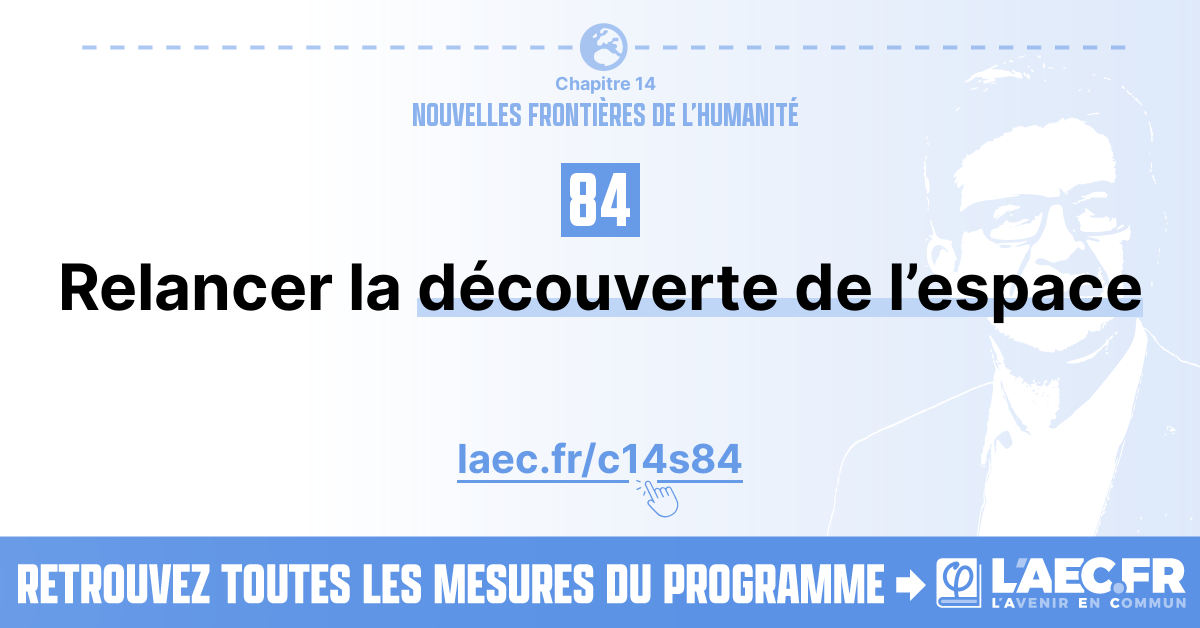 Chapitre 14
NOUVELLES FRONTIÈRES DE L’HUMANITÉ
84
Relancer la découverte de l’espace
laec.fr/c14s84
RETROUVEZ TOUTES LES MESURES DU PROGRAMME
L'AEC.FR
L'AVENIR EN COMMUN